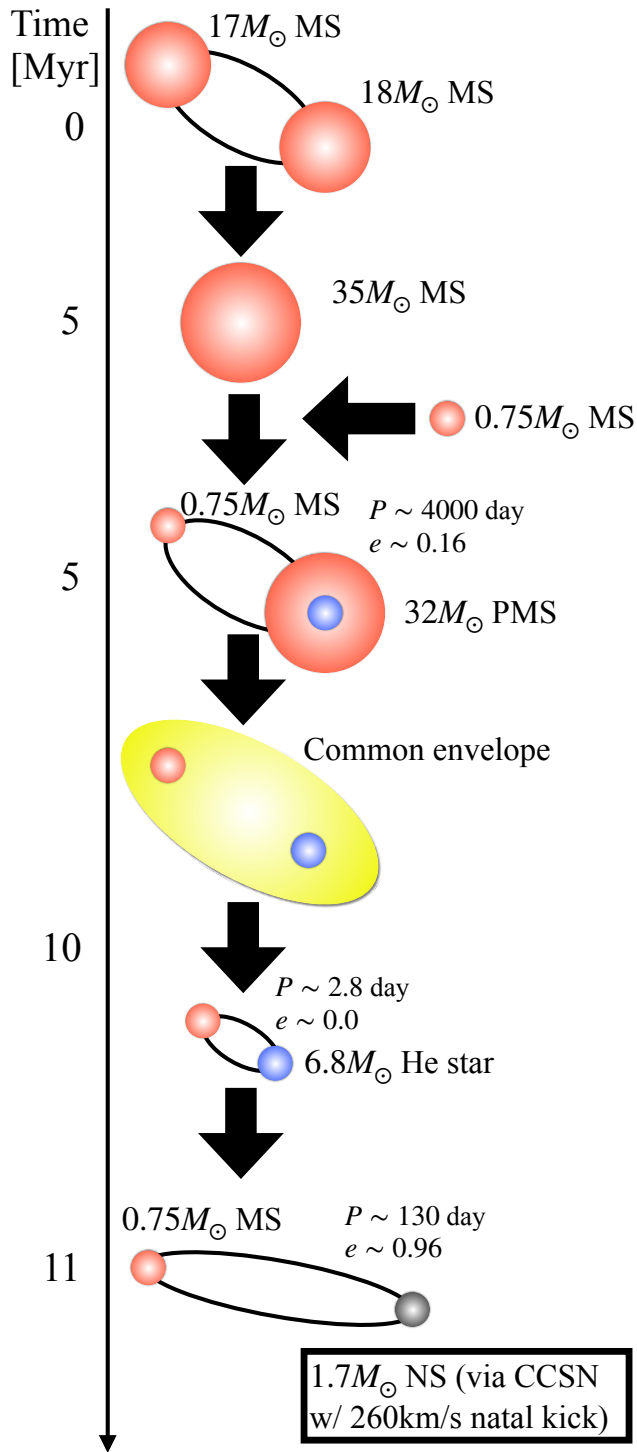 Time
[Myr]
17M⊙ MS
18M⊙ MS
0
35M⊙ MS
5
0.75M⊙ MS
0.75M⊙ MS
P ~ 4000 day
e ~ 0.16
5
32M⊙ PMS
Common envelope
10
P ~ 2.8 day
e ~ 0.0
6.8M⊙ He star
0.75M⊙ MS
P ~ 130 day
e ~ 0.96
11
1.7M⊙ NS (via CCSN
w/ 260km/s natal kick)